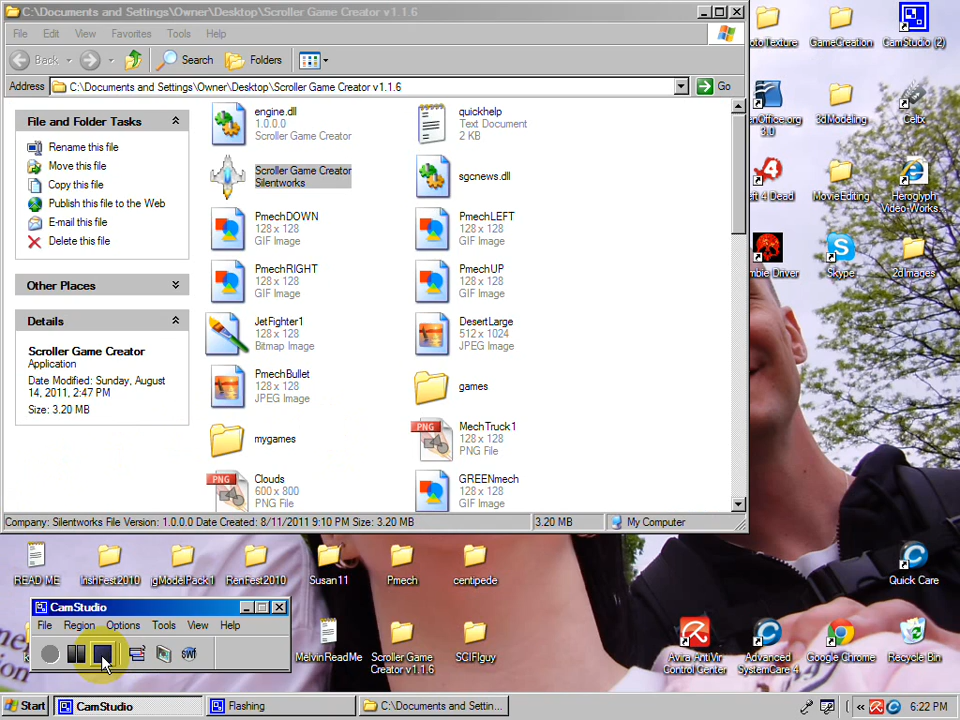 C:\Documents and Settings\Owner\Desktop\Scroller Game Creator v1.1.6
File Edit View Favorites Tools Help
Back Search Folders
Address C:\Documents and Settings\Owner\Desktop\Scroller Game Creator v1.1.6 Go
File and Folder Tasks
Rename this file
Move this file
Copy this file
Publish this file to the Web
E-mail this file
Delete this file
Other Places
Details
Scroller Game Creator
Application
Date Modified: Sunday, August
14, 2011, 2:47 PM
Size: 3.20 MB
engine.dll
1.0.0.0
Scroller Game Creator
quickhelp
Text Document
2 KB
Scroller Game Creator
Silentworks
sgcnews.dll
PmechDOWN
128 x 128
GIF Image
PmechLEFT
128 x 128
GIF Image
PmechRIGHT
128 x 128
GIF Image
PmechUP
128 x 128
GIF Image
JetFighter1
128 x 128
Bitmap Image
DesertLarge
512 x 1024
JPEG Image
PmechBullet
128 x 128
JPEG Image
games
mygames
PNG
MechTruck1
128 x 128
PNG File
PNG
Clouds
600 x 800
PNG File
GREENmech
128 x 128
GIF Image
Company: Silentworks File Version: 1.0.0.0 Date Created: 8/11/2011 9:10 PM Size: 3.20 MB 3.20 MB My Computer
GameCreation
CamStudio (2)
3.0
3dModeling
Celtx
4 Dead
MovieEditing
Heroglyph
Video-Works...
Driver
Skype
2dImages
READ ME
IrishFest2010
gModelPack1
RenFest2010
Susan11
Pmech
centipede
Quick Care
MelvinReadMe
Scroller Game
Creator v1.1.6
SCIFIguy
Avira AntiVir
Control Center
Advanced
SystemCare 4
Google Chrome
Recycle Bin
CamStudio
File Region Options Tools View Help
SWF
Start CamStudio Flashing C:\Documents and Settin... 6:22 PM